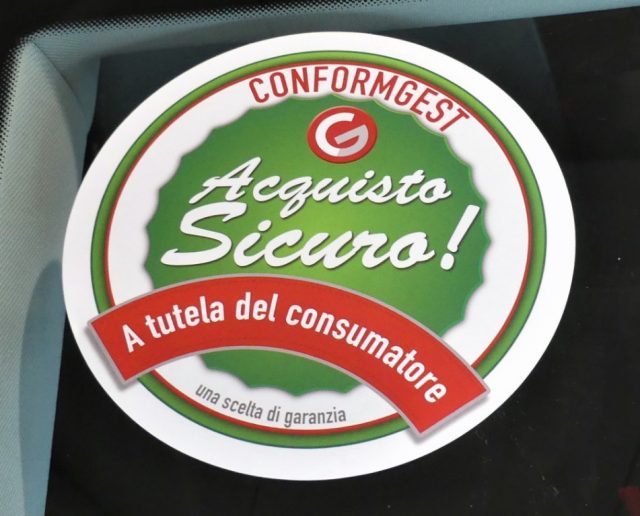 CONFORMGEST
G
Acquisto
Sicuro!
A tutela del consumatore
una scelta di garanzia